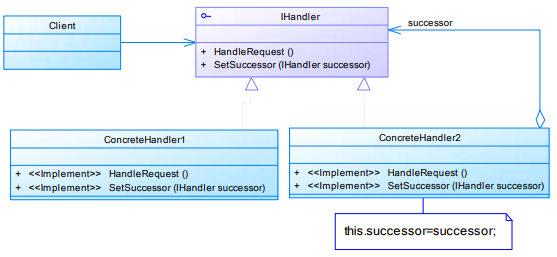 Client
IHandler
+ HandleRequest ()
+ SetSuccessor (IHandler successor)
successor
ConcreteHandler1
+ <<Implement>> HandleRequest ()
+ <<Implement>> SetSuccessor (IHandler successor)
ConcreteHandler2
+ <<Implement>> HandleRequest ()
+ <<Implement>> SetSuccessor (IHandler successor)
this.successor=successor;